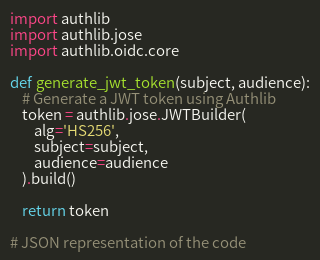 import authlib
import authlib.jose
import authlib.oidc.core
def generate_jwt_token(subject, audience):
# Generate a JWT token using Authlib
token = authlib.jose.JWTBuilder(
alg='HS256',
subject=subject,
audience=audience
).build()
return token
# JSON representation of the code